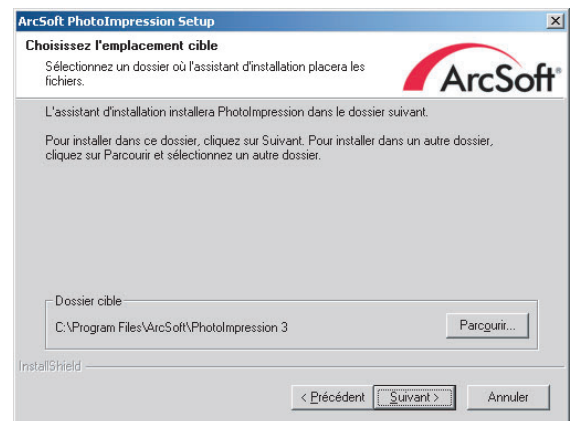 ArcSoft PhotoImpression Setup
Choisissez l'emplacement cible
Sélectionnez un dossier où l'assistant d'installation placera les
fichiers.
ArcSoft®
L'assistant d'installation installera PhotoImpression dans le dossier suivant.
Pour installer dans ce dossier, cliquez sur Suivant. Pour installer dans un autre dossier,
cliquez sur Parcourir et sélectionnez un autre dossier.
Dossier cible
C:\Program Files\ArcSoft\PhotoImpression 3
Parcourir...
InstallShield
< Précédent
Suivant >
Annuler